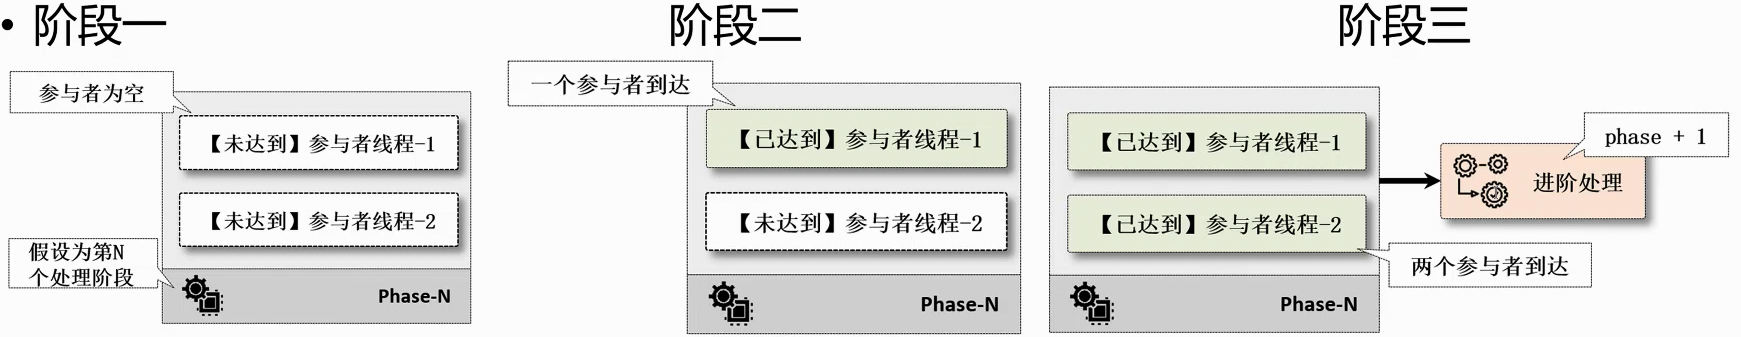 • 阶段一
参与者为空
【未达到】参与者线程-1
【未达到】参与者线程-2
假设为第N
个处理阶段
Phase-N
阶段二
一个参与者到达
【已达到】参与者线程-1
【未达到】参与者线程-2
Phase-N
阶段三
【已达到】参与者线程-1
【已达到】参与者线程-2
Phase-N
phase + 1
进阶处理
两个参与者到达